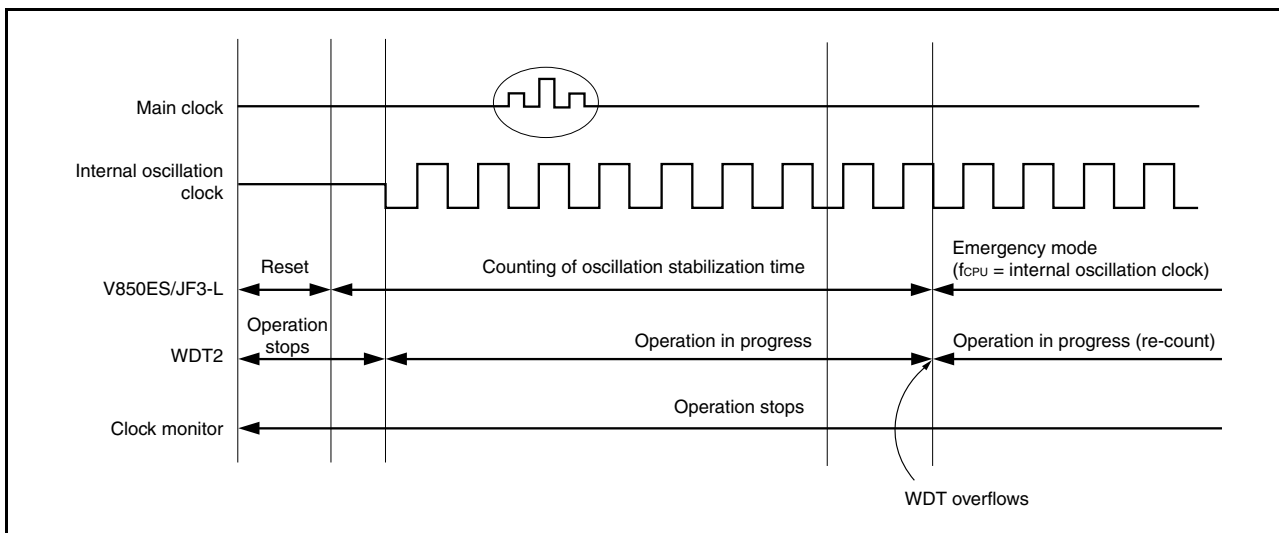 Main clock
Internal oscillation
clock
Emergency mode
Reset
Counting of oscillation stabilization time
(fCPU = internal oscillation clock)
V850ES/JF3-L
Operation
stops
Operation in progress
Operation in progress (re-count)
WDT2
Operation stops
Clock monitor
WDT overflows